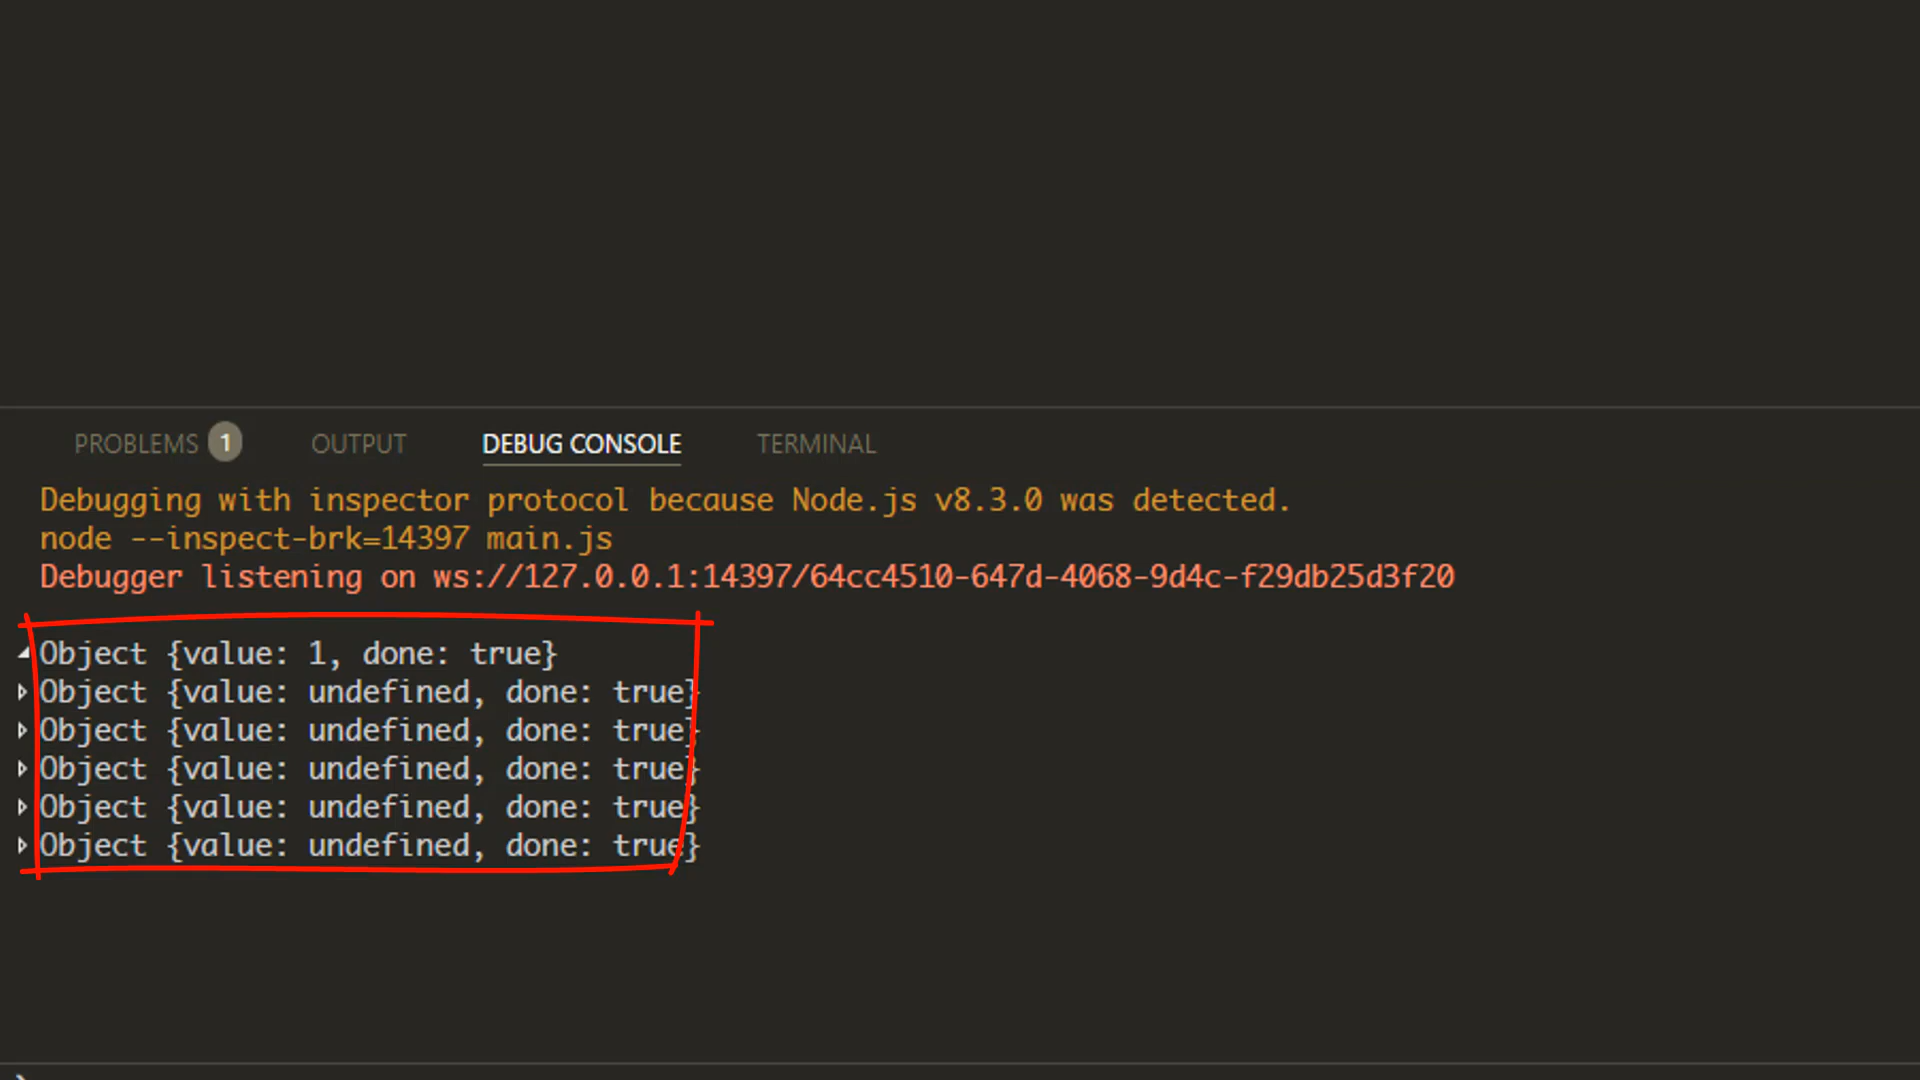 PROBLEMS 1 OUTPUT DEBUG CONSOLE TERMINAL
Debugging with inspector protocol because Node.js v8.3.0 was detected.
node --inspect-brk=14397 main.js
Debugger listening on ws://127.0.0.1:14397/64cc4510-647d-4068-9d4c-f29db25d3f20
Object {value: 1, done: true}
Object {value: undefined, done: true}
Object {value: undefined, done: true}
Object {value: undefined, done: true}
Object {value: undefined, done: true}
Object {value: undefined, done: true}